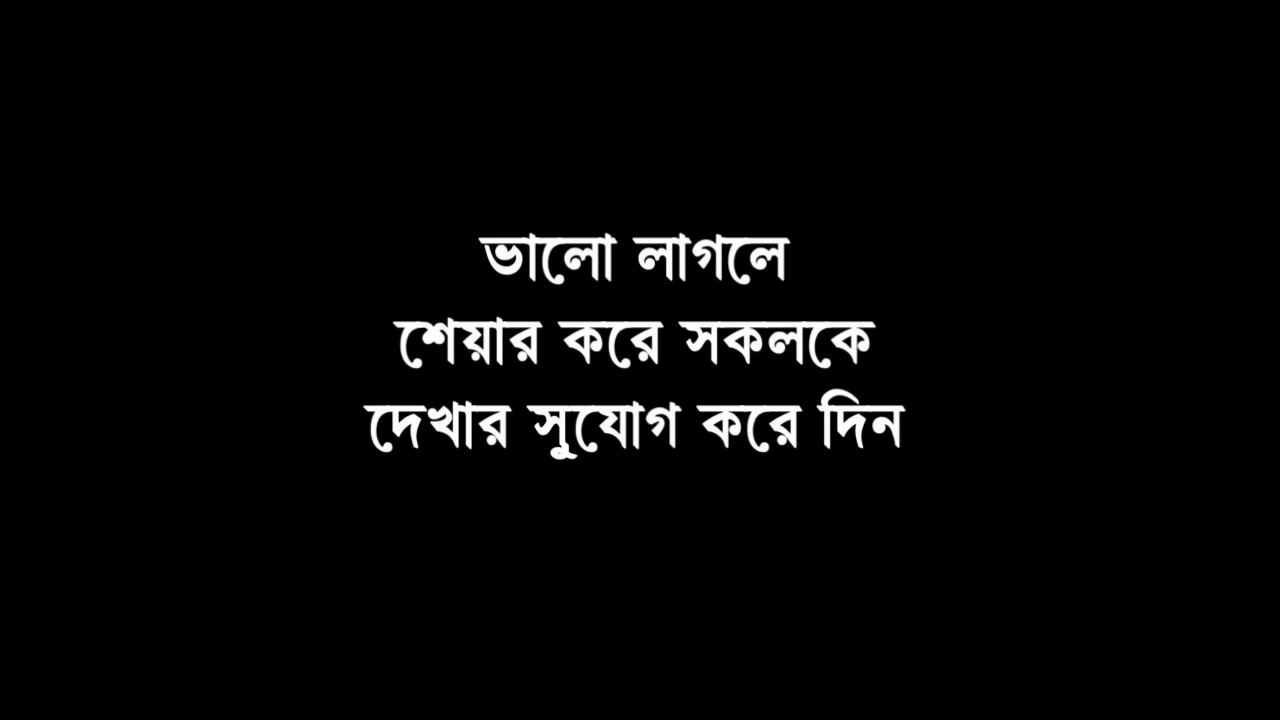 ভালো লাগলে
শেয়ার করে সকলকে
দেখার সুযোগ করে দিন